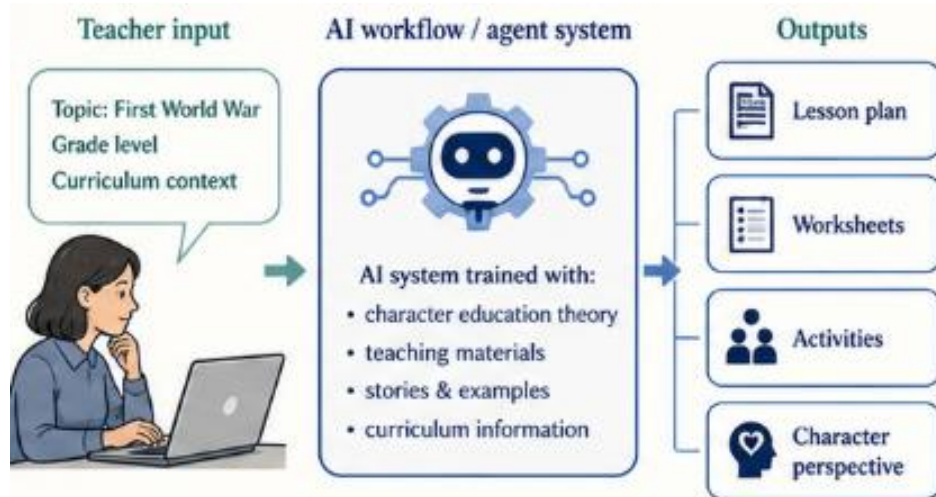 Teacher input
Topic: First World War
Grade level
Curriculum context
AI workflow / agent system
AI system trained with:
• character education theory
• teaching materials
• stories & examples
• curriculum information
Outputs
Lesson plan
Worksheets
Activities
Character
perspective